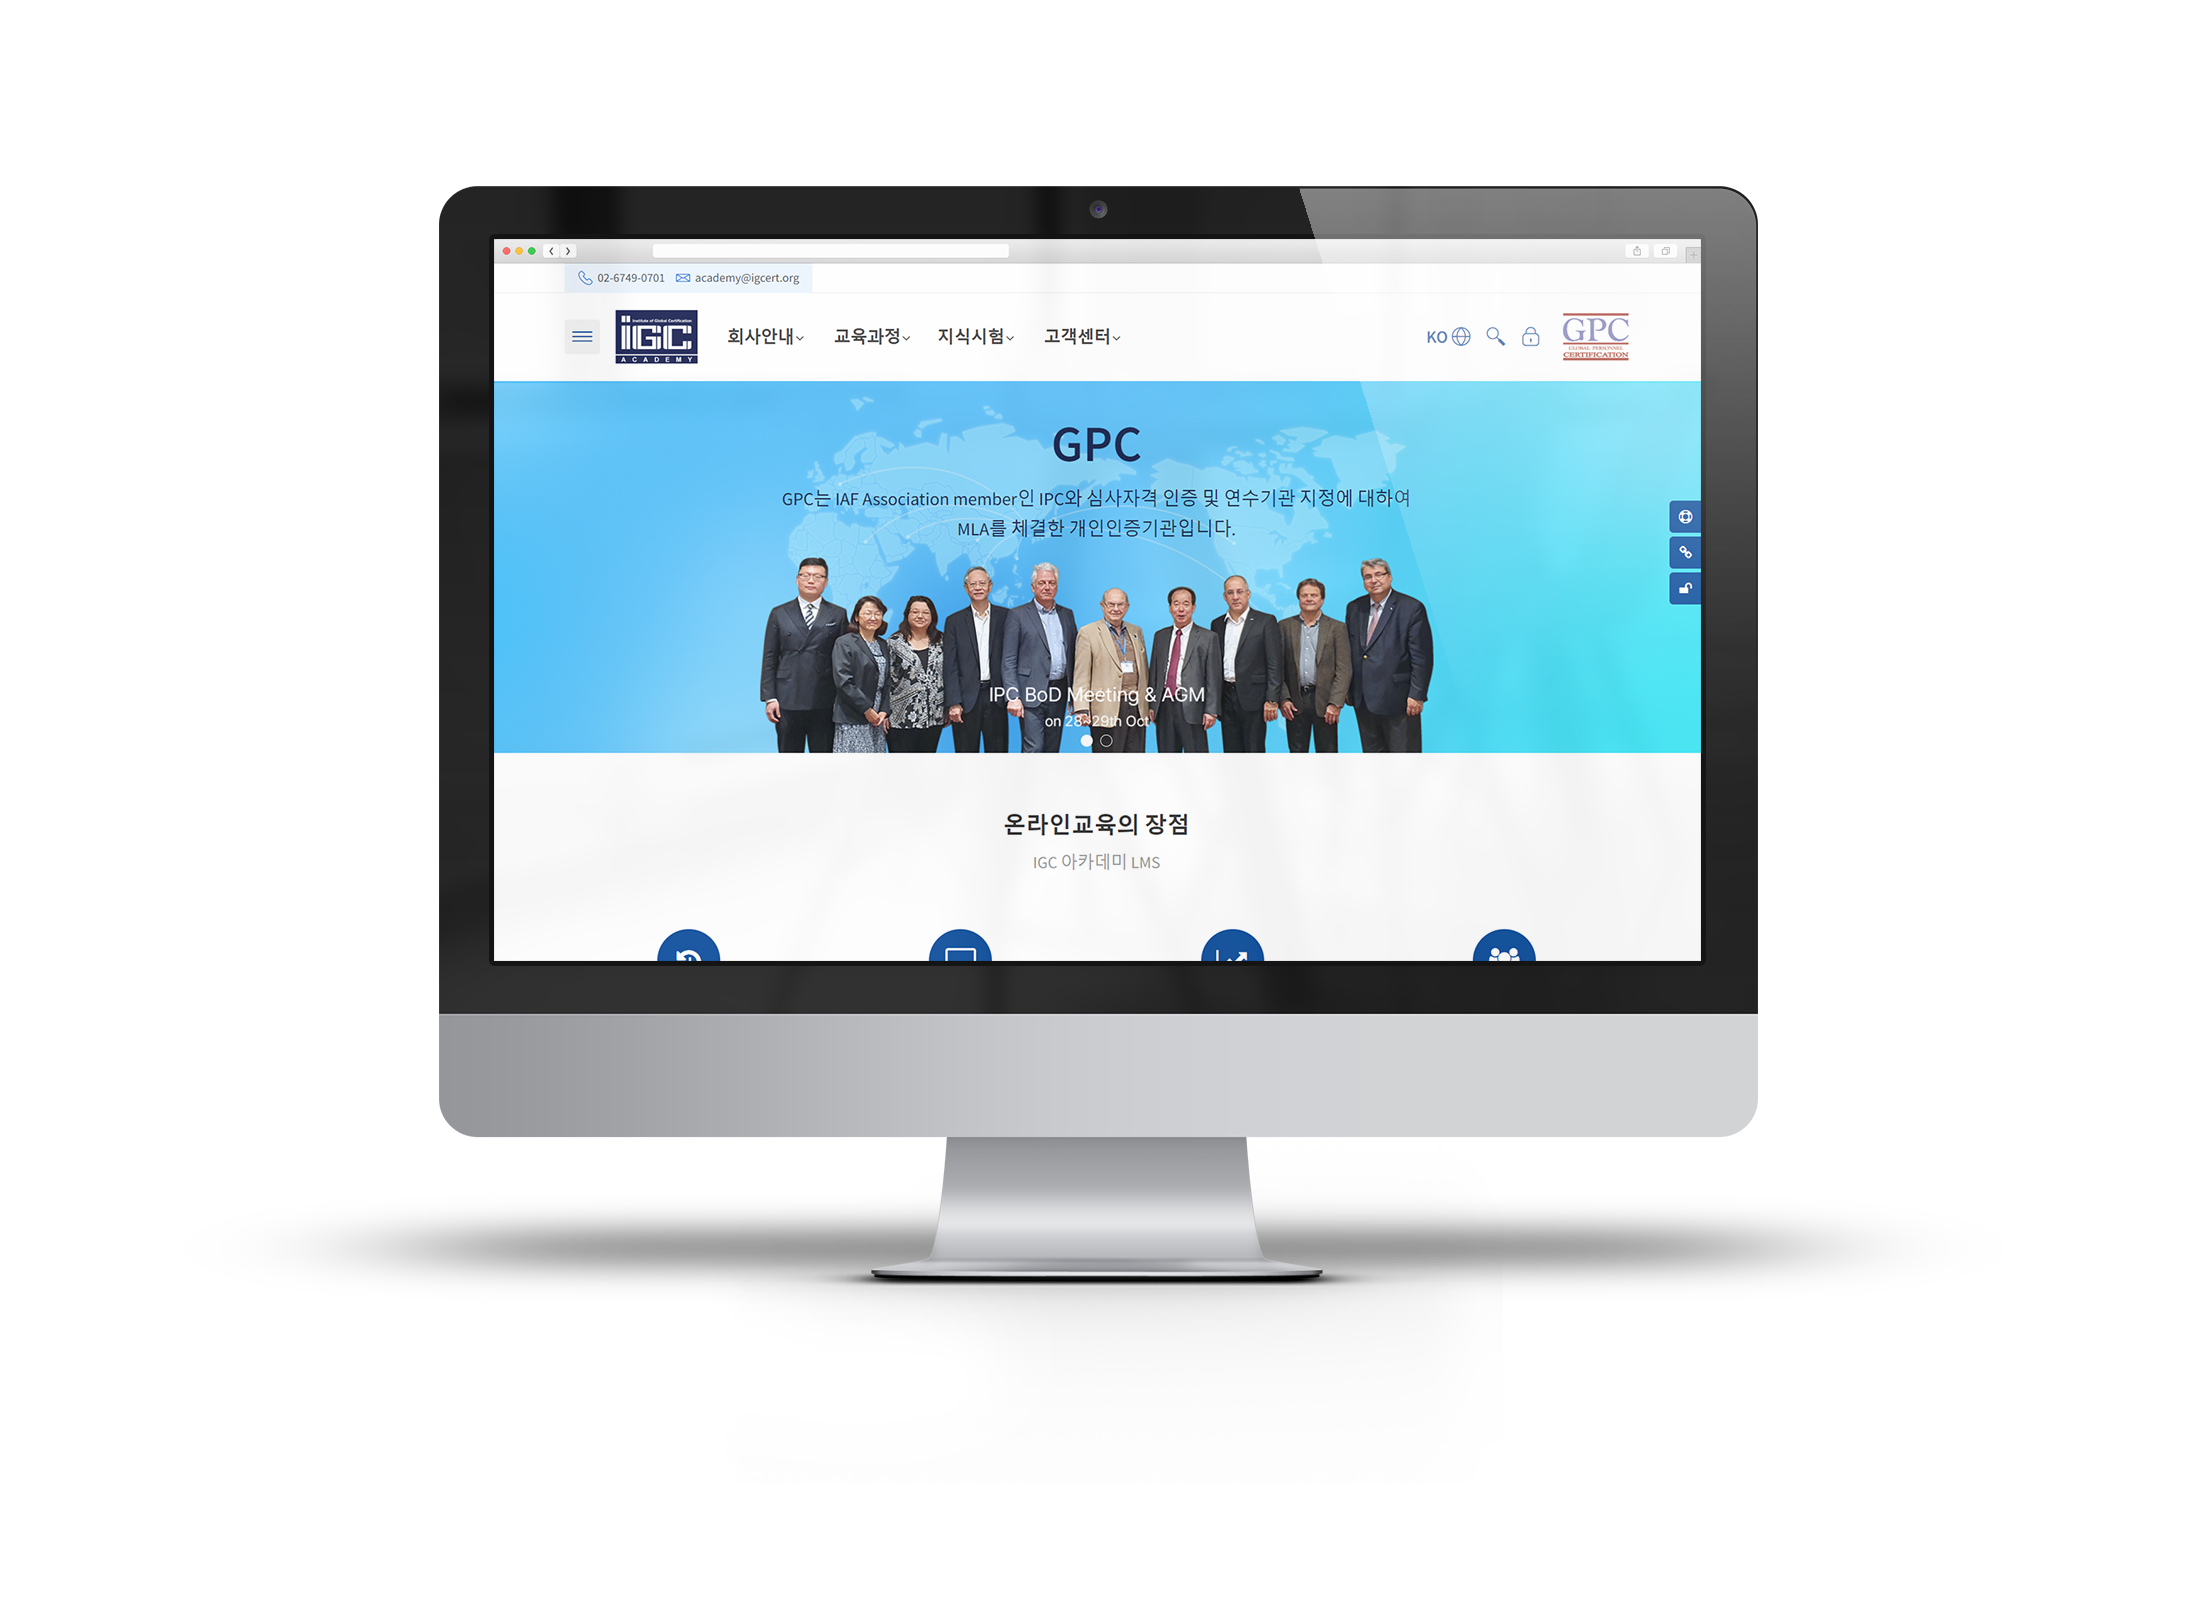 02-6749-0701 academy@igcert.org
Institute of Global Certification
iGC
ACADEMY
회사안내 교육과정 지식시험 고객센터
KO
GPC
GLOBAL PERSONNEL
CERTIFICATION
GPC
GPC는 IAF Association member인 IPC와 심사자격 인증 및 연수기관 지정에 대하여
MLA를 체결한 개인인증기관입니다.
IPC BoD Meeting & AGM
on 28~29th Oct
온라인교육의 장점
IGC 아카데미 LMS